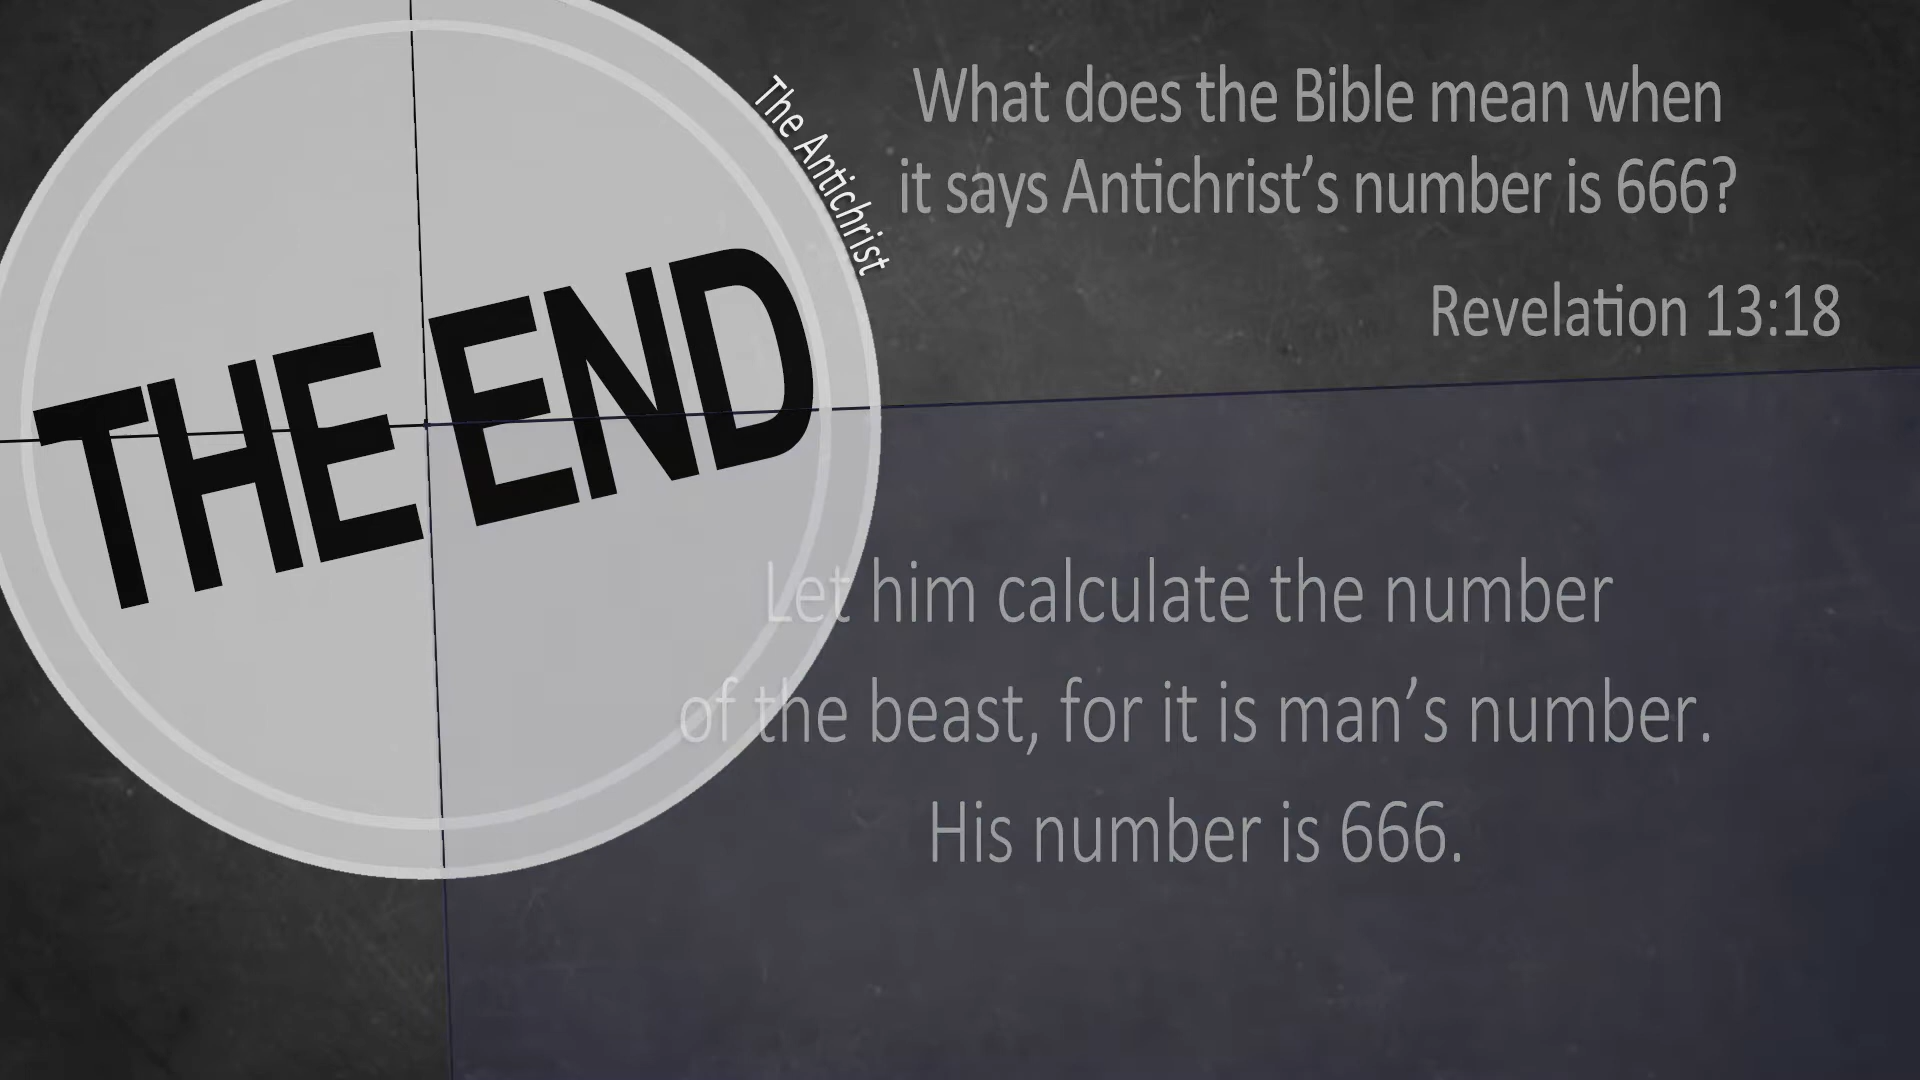 THE END
The Antichrist
What does the Bible mean when
it says Antichrist’s number is 666?
Revelation 13:18
Let him calculate the number
of the beast, for it is man’s number.
His number is 666.